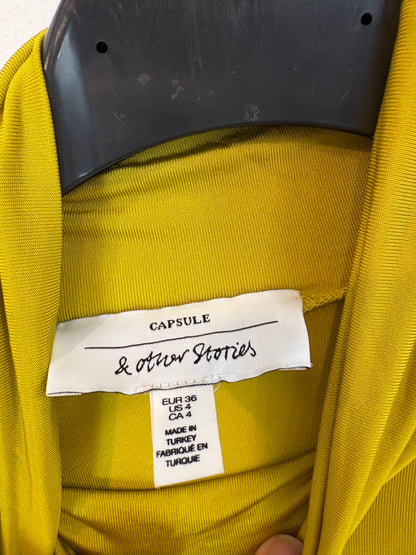 CAPSULE
& Other Stories
EUR 36
US 4
CA 4
MADE IN
TURKEY
FABRIQUÉ EN
TURQUIE